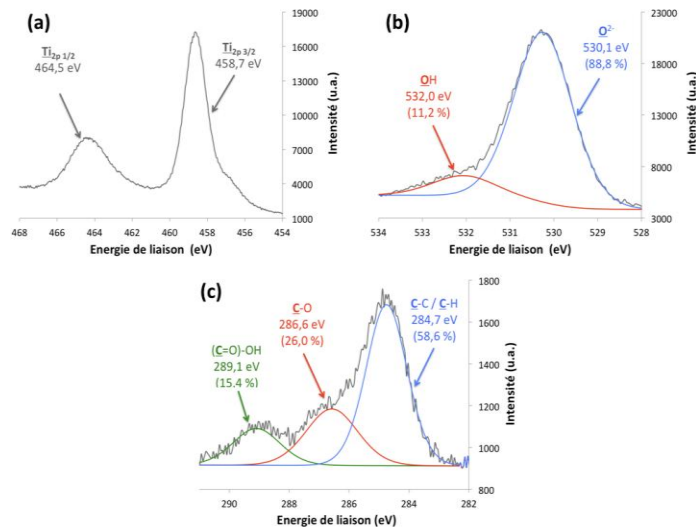 (a)
Ti2p 1/2
464,5 eV
Ti2p 3/2
458,7 eV
19000
16000
13000
10000
7000
4000
1000
Intensité (u.a.)
468 466 464 462 460 458 456 454
Energie de liaison (eV)
(b)
OH
532,0 eV
(11,2 %)
O2-
530,1 eV
(88,8 %)
23000
18000
13000
8000
3000
Intensité (u.a.)
534 533 532 531 530 529 528
Energie de liaison (eV)
(c)
(C=O)-OH
289,1 eV
(15,4 %)
C-O
286,6 eV
(26,0 %)
C-C / C-H
284,7 eV
(58,6 %)
1800
1600
1400
1200
1000
800
Intensité (u.a.)
290 288 286 284 282
Energie de liaison (eV)